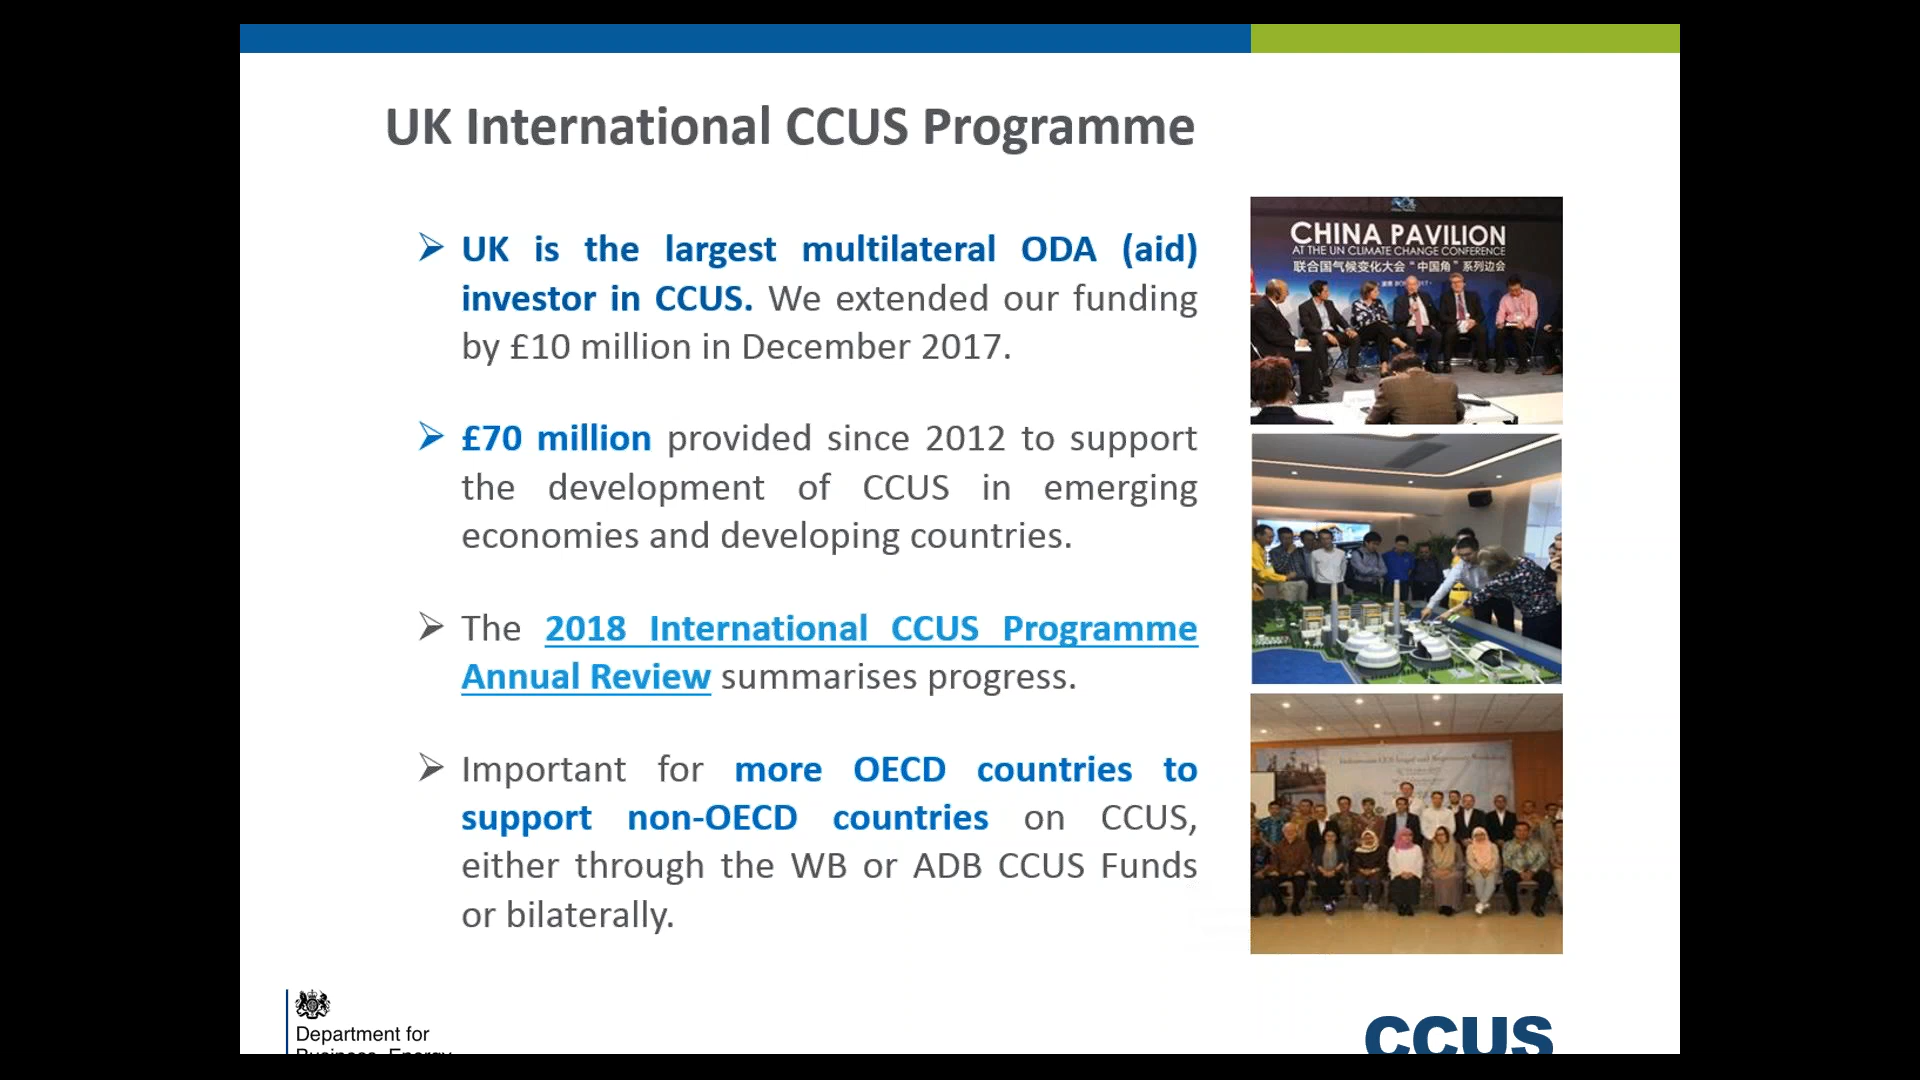 UK International CCUS Programme
UK is the largest multilateral ODA (aid)
investor in CCUS. We extended our funding
by £10 million in December 2017.
£70 million provided since 2012 to support
the development of CCUS in emerging
economies and developing countries.
The 2018 International CCUS Programme
Annual Review summarises progress.
Important for more OECD countries to
support non-OECD countries on CCUS,
either through the WB or ADB CCUS Funds
or bilaterally.
CHINA PAVILION
AT THE UN CLIMATE CHANGE CONFERENCE
联合国气候变化大会“中国角”系列边会
Department for
Business, Energy
CCUS